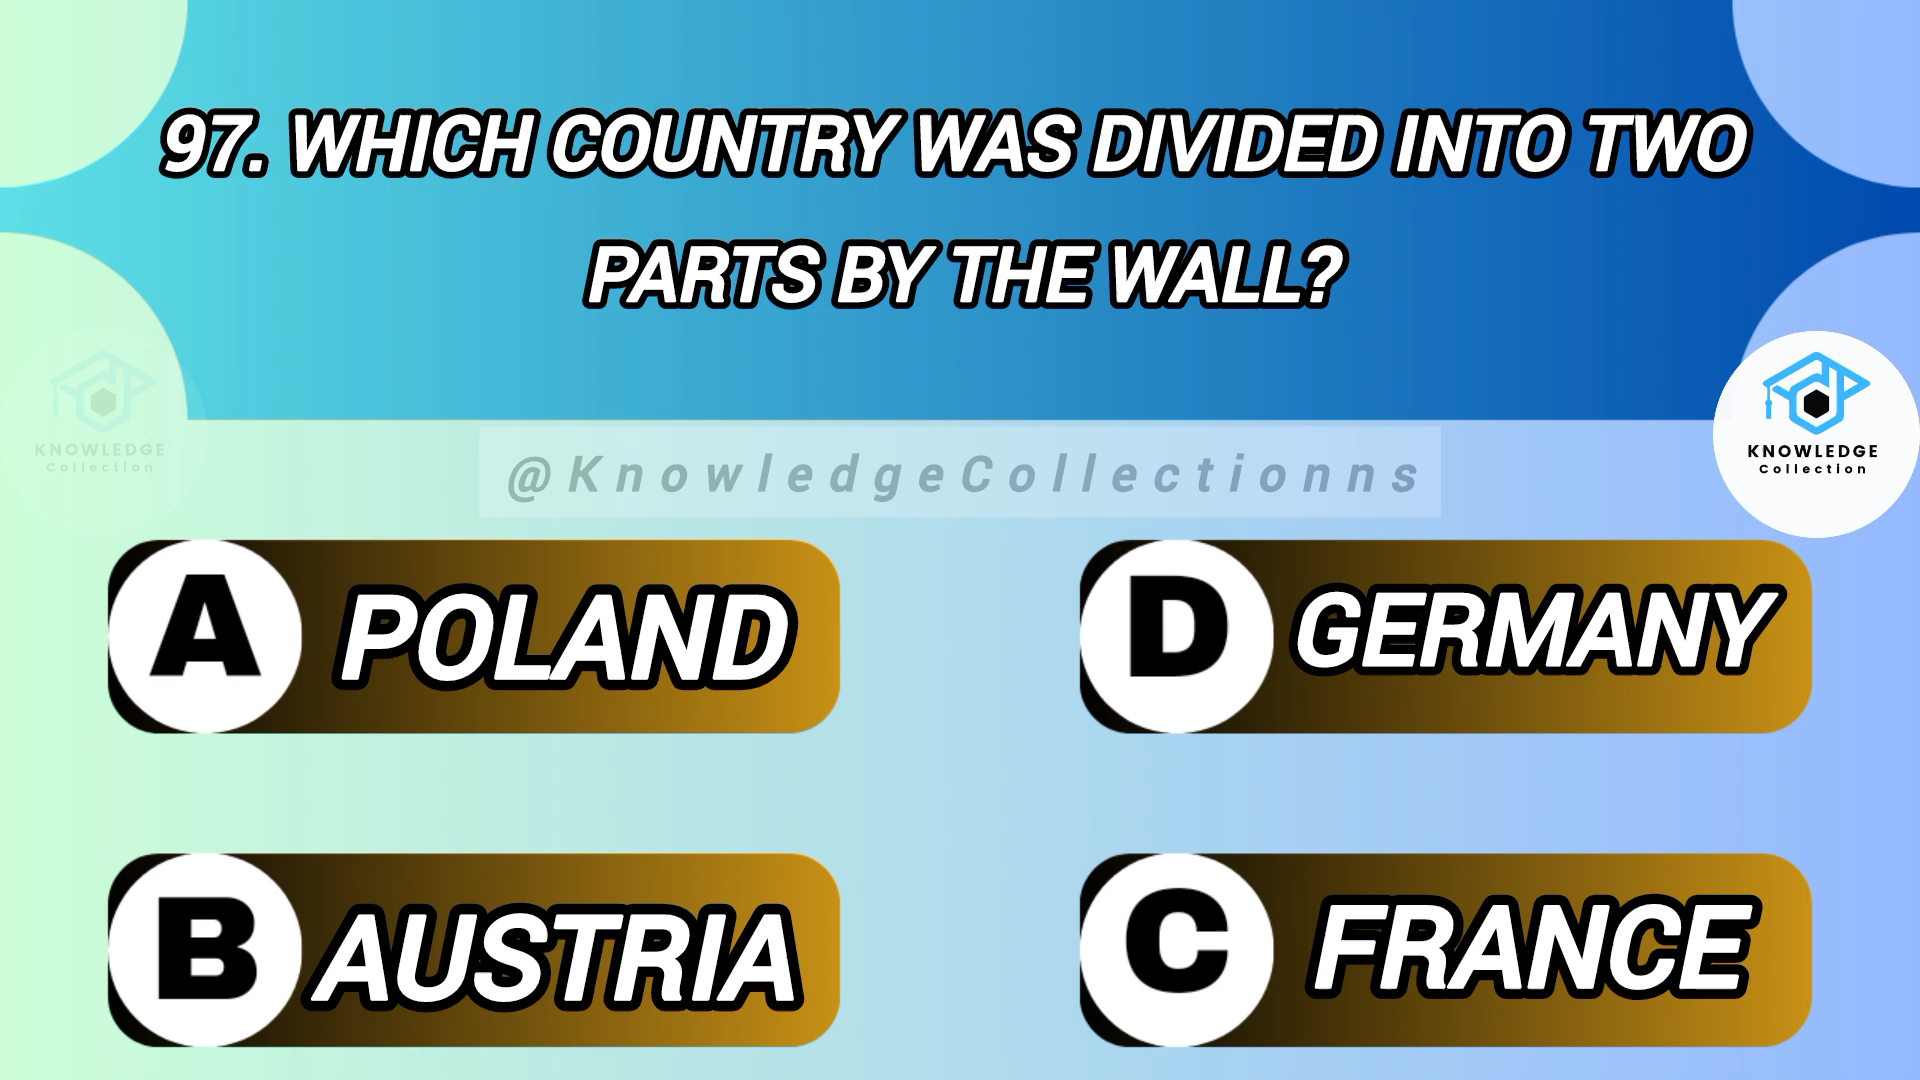 97. WHICH COUNTRY WAS DIVIDED INTO TWO
PARTS BY THE WALL?
KNOWLEDGE
Collection
@KnowledgeCollectionns
KNOWLEDGE
Collection
A POLAND
D GERMANY
B AUSTRIA
C FRANCE